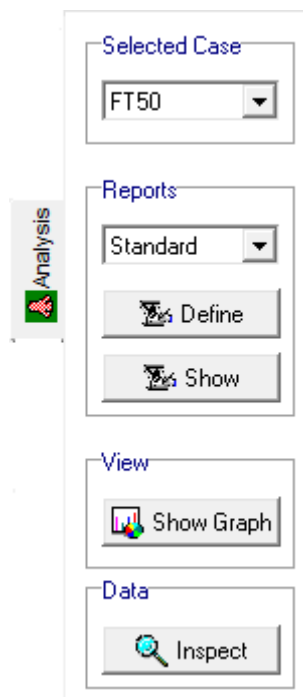 Selected Case
FT50
Analysis
Reports
Standard
Define
Show
View
Show Graph
Data
Inspect